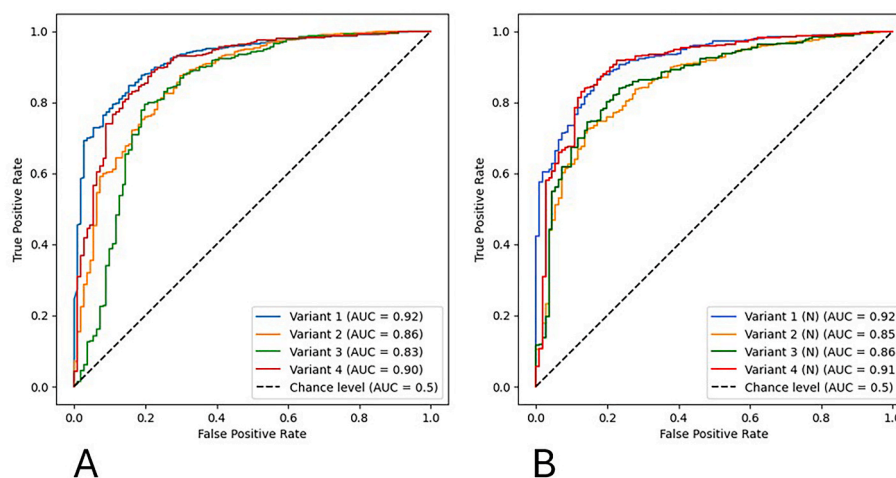 1.0
0.8
0.6
0.4
0.2
0.0
True Positive Rate
Variant 1 (AUC = 0.92)
Variant 2 (AUC = 0.86)
Variant 3 (AUC = 0.83)
Variant 4 (AUC = 0.90)
Chance level (AUC = 0.5)
0.0 0.2 0.4 0.6 0.8 1.0
False Positive Rate
A
1.0
0.8
0.6
0.4
0.2
0.0
True Positive Rate
Variant 1 (N) (AUC = 0.92
Variant 2 (N) (AUC = 0.85
Variant 3 (N) (AUC = 0.86
Variant 4 (N) (AUC = 0.91
Chance level (AUC = 0.5)
0.0 0.2 0.4 0.6 0.8 1.
False Positive Rate
B